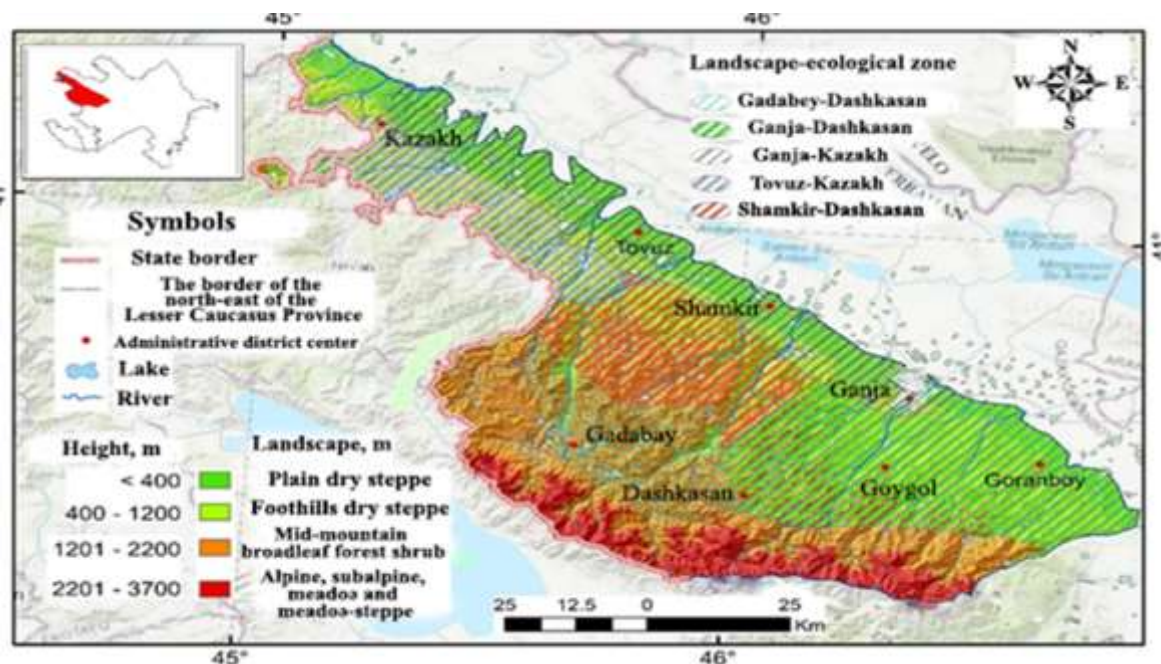 45°
46°
Landscape-ecological zone
Gadabey-Dashkasan
Ganja-Dashkasan
Ganja-Kazakh
Tovuz-Kazakh
Shamkir-Dashkasan
N
W
E
S
Kazakh
Tovuz
Shamkir
Ganja
Gadabay
Dashkasan
Goygol
Goranboy
41°
Symbols
State border
The border of the
north-east of the
Lesser Caucasus Province
Administrative district center
Lake
River
Height, m
Landscape, m
< 400
Plain dry steppe
400 - 1200
Foothills dry steppe
1201 - 2200
Mid-mountain
broadleaf forest shrub
2201 - 3700
Alpine, subalpine,
meadoə and
meadoə-steppe
25
12.5
0
25
Km
45°
46°